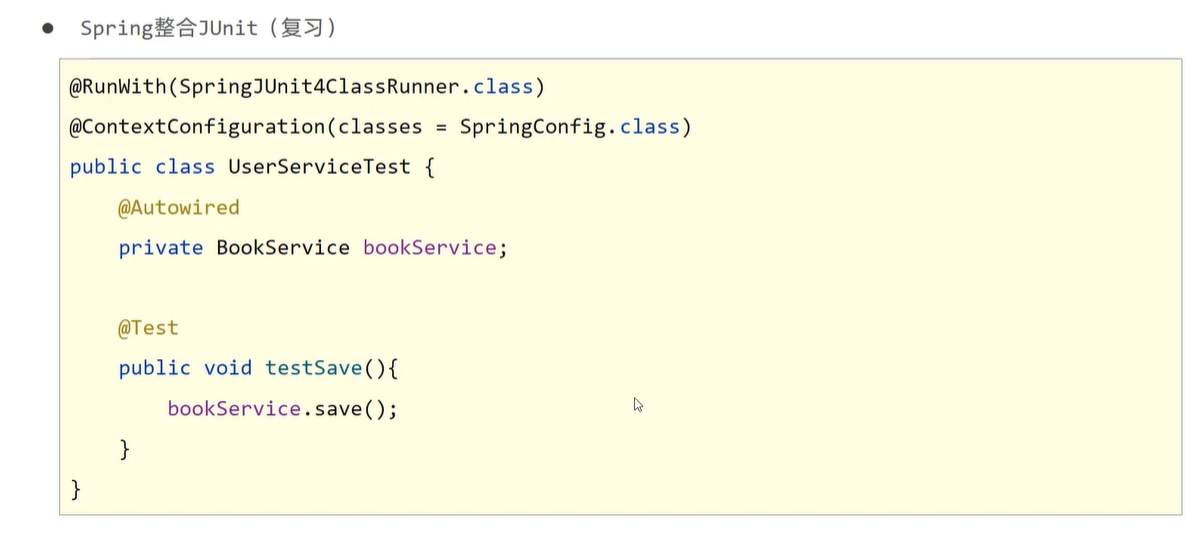 ● Spring整合JUnit（复习）
@RunWith(SpringJUnit4ClassRunner.class)
@ContextConfiguration(classes = SpringConfig.class)
public class UserServiceTest {
    @Autowired
    private BookService bookService;

    @Test
    public void testSave(){
        bookService.save();
    }
}